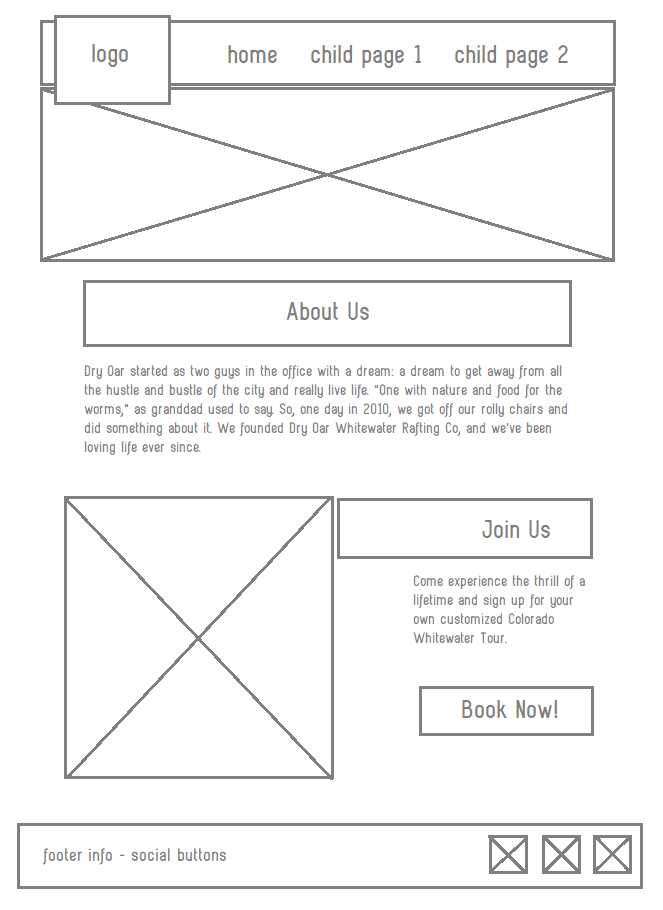 logo
home child page 1 child page 2
About Us
Dry Oar started as two guys in the office with a dream: a dream to get away from all
the hustle and bustle of the city and really live life. "One with nature and food for the
worms," as granddad used to say. So, one day in 2010, we got off our rolly chairs and
did something about it. We founded Dry Oar Whitewater Rafting Co, and we've been
loving life ever since.
Join Us
Come experience the thrill of a
lifetime and sign up for your
own customized Colorado
Whitewater Tour.
Book Now!
footer info - social buttons